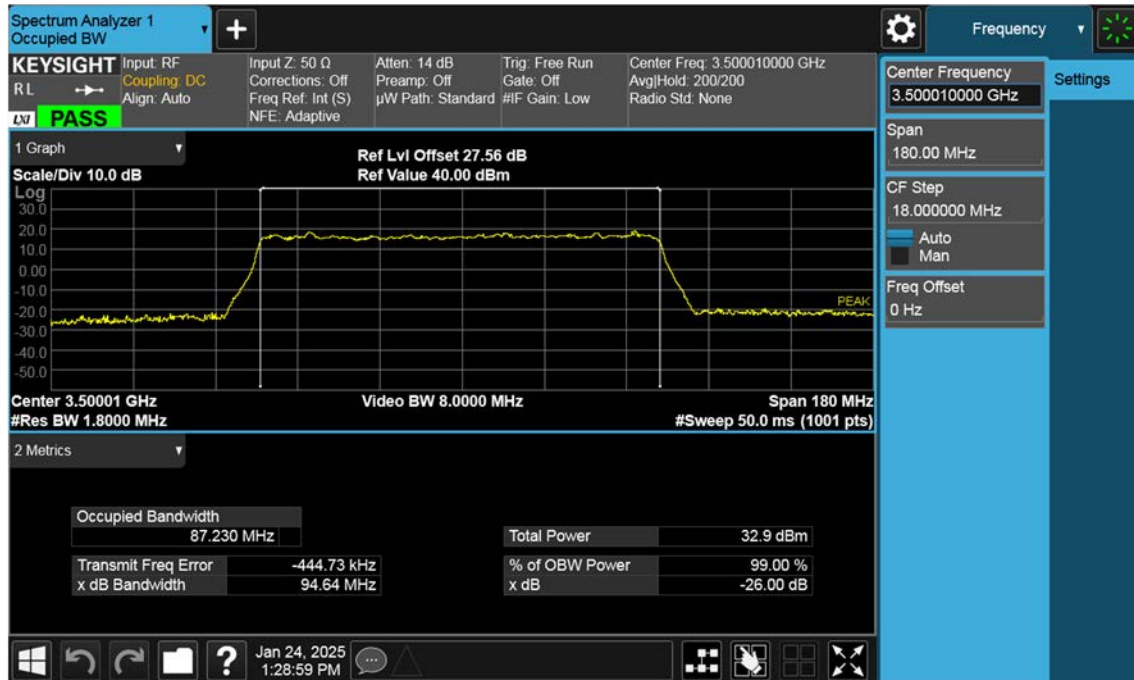 Spectrum Analyzer 1
Occupied BW
+
Frequency
KEYSIGHT
R L
LXI
PASS
Input: RF
Coupling: DC
Align: Auto
Input Z: 50 Ω
Corrections: Off
Freq Ref: Int (S)
NFE: Adaptive
Atten: 14 dB
Preamp: Off
µW Path: Standard
Trig: Free Run
Gate: Off
#IF Gain: Low
Center Freq: 3.500010000 GHz
Avg|Hold: 200/200
Radio Std: None
1 Graph
Scale/Div 10.0 dB
Ref Lvl Offset 27.56 dB
Ref Value 40.00 dBm
Log
30.0
20.0
10.0
0.00
-10.0
-20.0
-30.0
-40.0
-50.0
PEAK
Center 3.50001 GHz
#Res BW 1.8000 MHz
Video BW 8.0000 MHz
Span 180 MHz
#Sweep 50.0 ms (1001 pts)
2 Metrics
Occupied Bandwidth
87.230 MHz
Transmit Freq Error -444.73 kHz
x dB Bandwidth 94.64 MHz
Total Power 32.9 dBm
% of OBW Power 99.00 %
x dB -26.00 dB
Center Frequency
3.500010000 GHz
Span
180.00 MHz
CF Step
18.000000 MHz
Auto
Man
Freq Offset
0 Hz
Settings
?
Jan 24, 2025
1:28:59 PM